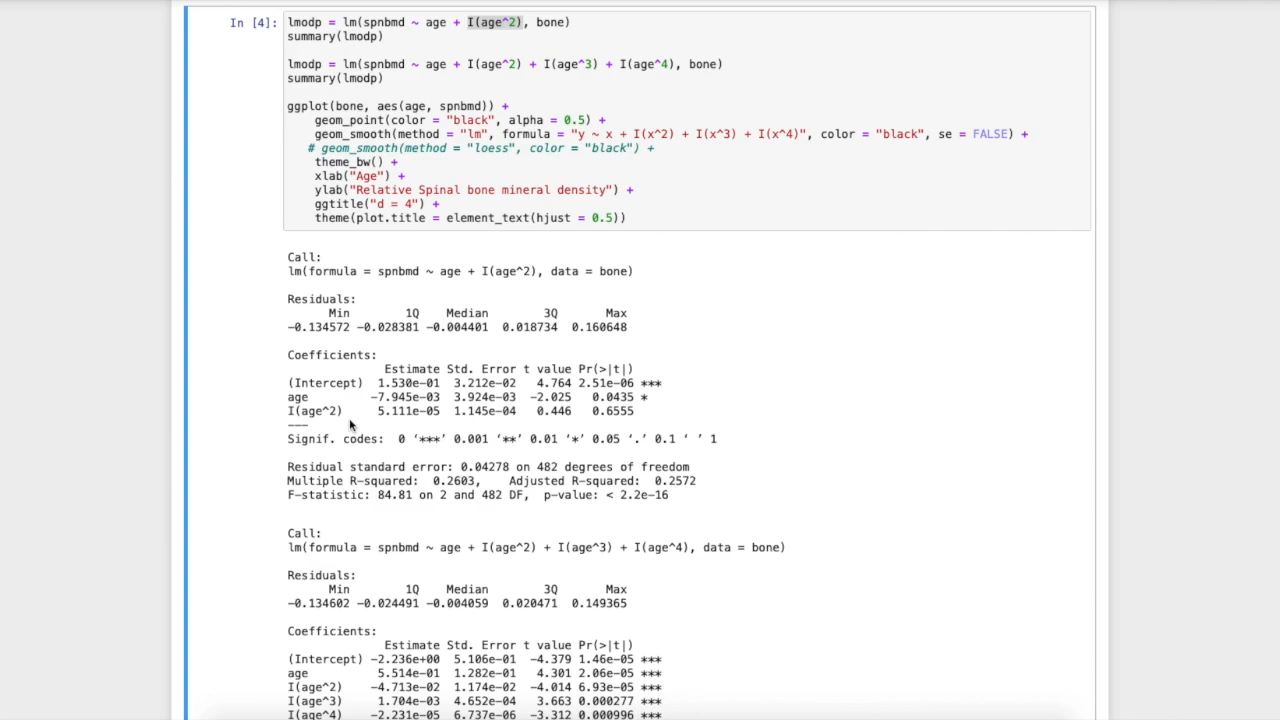 In [4]:
lmodp = lm(spnbmd ~ age + I(age^2), bone)
summary(lmodp)
lmodp = lm(spnbmd ~ age + I(age^2) + I(age^3) + I(age^4), bone)
summary(lmodp)
ggplot(bone, aes(age, spnbmd)) +
    geom_point(color = "black", alpha = 0.5) +
    geom_smooth(method = "lm", formula = "y ~ x + I(x^2) + I(x^3) + I(x^4)", color = "black", se = FALSE) +
   # geom_smooth(method = "loess", color = "black") +
    theme_bw() +
    xlab("Age") +
    ylab("Relative Spinal bone mineral density") +
    ggtitle("d = 4") +
    theme(plot.title = element_text(hjust = 0.5))
Call:
lm(formula = spnbmd ~ age + I(age^2), data = bone)
Residuals:
      Min        1Q    Median        3Q       Max
-0.134572 -0.028381 -0.004401  0.018734  0.160648
Coefficients:
              Estimate Std. Error t value Pr(>|t|)
(Intercept)  1.530e-01  3.212e-02   4.764 2.51e-06 ***
age         -7.945e-03  3.924e-03  -2.025   0.0435 *
I(age^2)     5.111e-05  1.145e-04   0.446   0.6555
---
Signif. codes:  0 ‘***’ 0.001 ‘**’ 0.01 ‘*’ 0.05 ‘.’ 0.1 ‘ ’ 1
Residual standard error: 0.04278 on 482 degrees of freedom
Multiple R-squared:  0.2603,	Adjusted R-squared:  0.2572
F-statistic: 84.81 on 2 and 482 DF,  p-value: < 2.2e-16
Call:
lm(formula = spnbmd ~ age + I(age^2) + I(age^3) + I(age^4), data = bone)
Residuals:
      Min        1Q    Median        3Q       Max
-0.134602 -0.024491 -0.004059  0.020471  0.149365
Coefficients:
              Estimate Std. Error t value Pr(>|t|)
(Intercept) -2.236e+00  5.106e-01  -4.379 1.46e-05 ***
age          5.514e-01  1.282e-01   4.301 2.06e-05 ***
I(age^2)    -4.713e-02  1.174e-02  -4.014 6.93e-05 ***
I(age^3)     1.704e-03  4.652e-04   3.663 0.000277 ***
I(age^4)    -2.231e-05  6.737e-06  -3.312 0.000996 ***